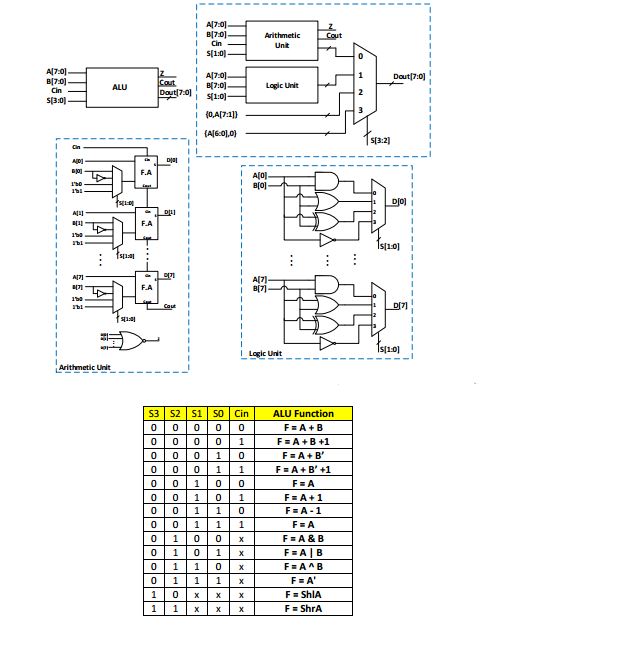 A[7:0]
B[7:0]
Cin
S[3:0]
ALU
Z
Cout
Dout[7:0]
A[7:0]
B[7:0]
Cin
S[1:0]
Arithmetic
Unit
Z
Cout
A[7:0]
B[7:0]
S[1:0]
Logic Unit
{0,A[7:1]}
{A[6:0],0}
0
1
2
3
Dout[7:0]
S[3:2]
Cin
A[0]
B[0]
1'b0
1'b1
S[1:0]
Cin
F.A
S
Cout
D[0]
A[1]
B[1]
1'b0
1'b1
S[1:0]
Cin
F.A
S
Cout
D[1]
A[7]
B[7]
1'b0
1'b1
S[1:0]
Cin
F.A
S
Cout
D[7]
Cout
Arithmetic Unit
A[0]
B[0]
0
1
2
3
D[0]
S[1:0]
A[7]
B[7]
0
1
2
3
D[7]
S[1:0]
Logic Unit
S3 S2 S1 S0 Cin ALU Function
0 0 0 0 0 F = A + B
0 0 0 0 1 F = A + B +1
0 0 0 1 0 F = A + B'
0 0 0 1 1 F = A + B' +1
0 0 1 0 0 F = A
0 0 1 0 1 F = A + 1
0 0 1 1 0 F = A - 1
0 0 1 1 1 F = A
0 1 0 0 x F = A & B
0 1 0 1 x F = A | B
0 1 1 0 x F = A ^ B
0 1 1 1 x F = A'
1 0 x x x F = ShlA
1 1 x x x F = ShrA